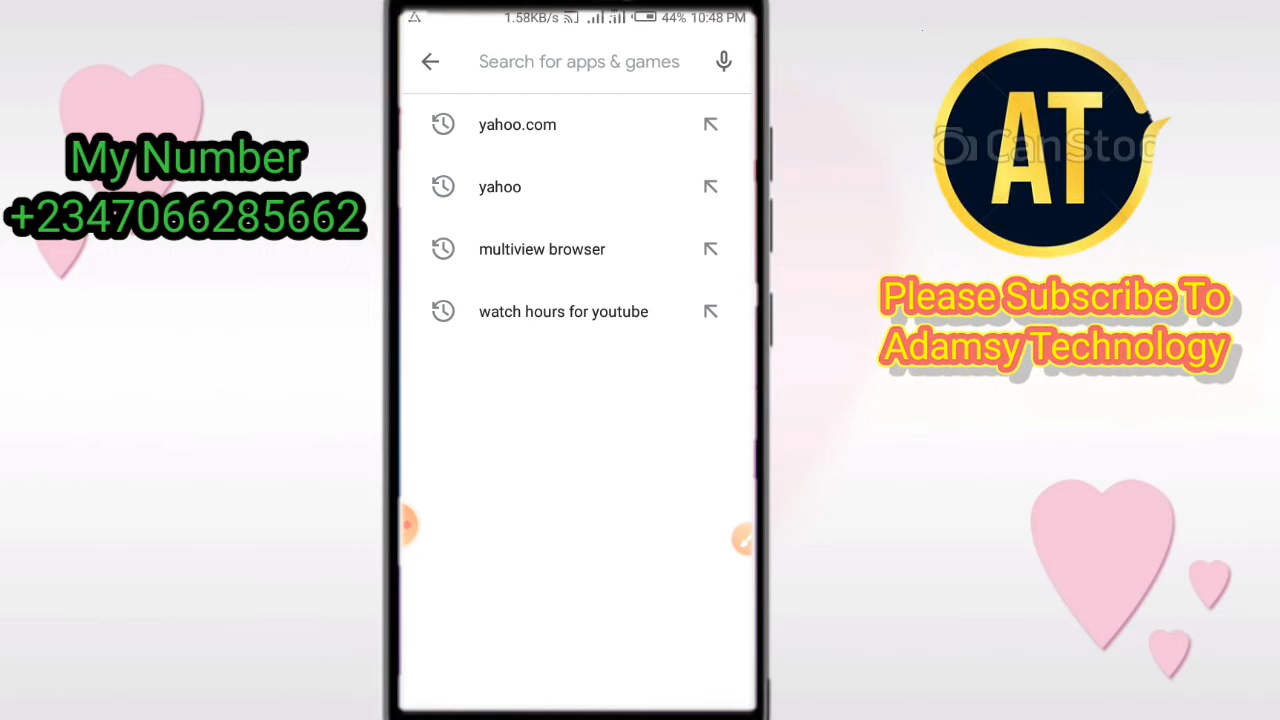 My Number
+2347066285662
1.58KB/s 44% 10:48 PM
Search for apps & games
yahoo.com
yahoo
multiview browser
watch hours for youtube
AT
CanStoc
Please Subscribe To
Adamsy Technology